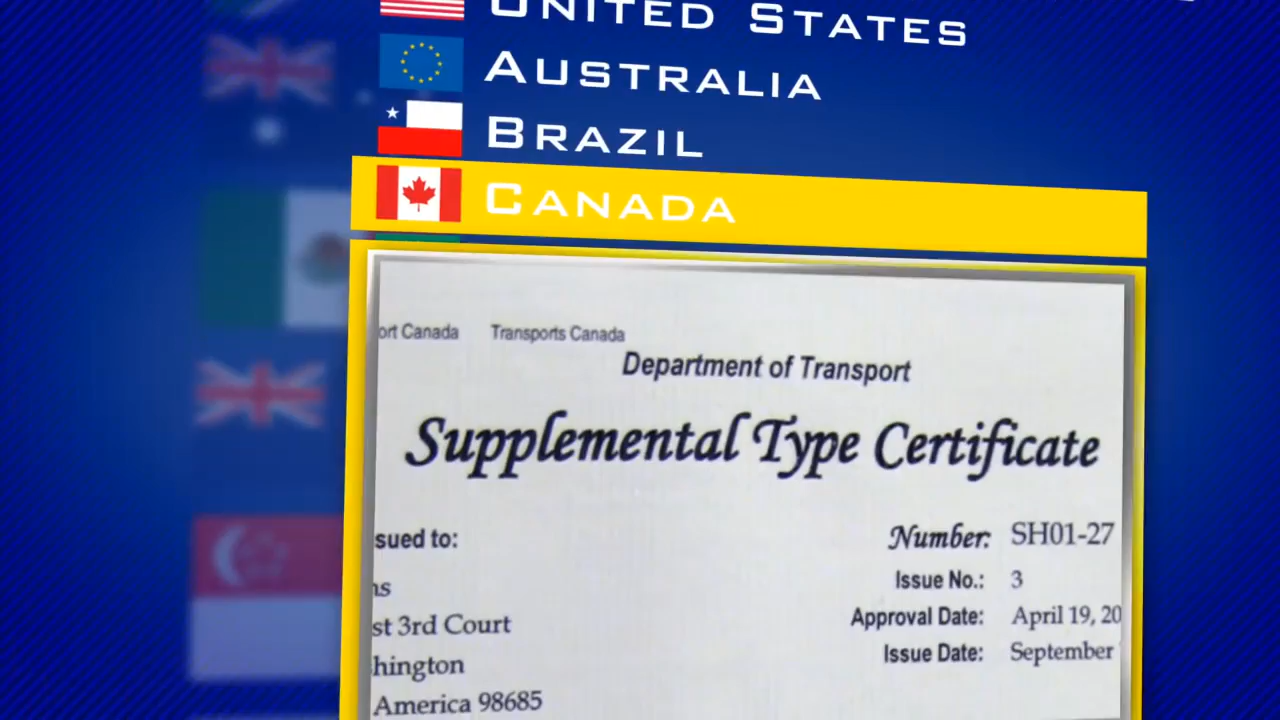 UNITED STATES
AUSTRALIA
BRAZIL
CANADA
ort Canada Transports Canada
Department of Transport
Supplemental Type Certificate
sued to:
Number: SH01-27
ns
Issue No.: 3
st 3rd Court
Approval Date: April 19, 20
hington
Issue Date: September
America 98685